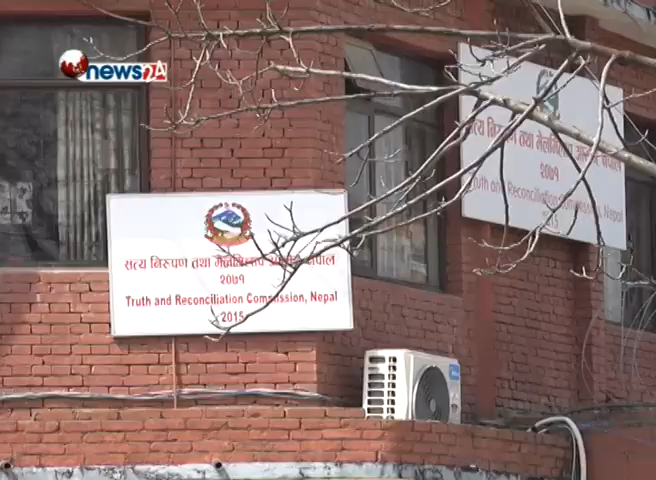 news24
सत्य निरुपण तथा मेलमिलाप आयोग नेपाल
२०७१
Truth and Reconciliation Commission, Nepal
2015
सत्य निरुपण तथा मेलमिलाप आयोग नेपाल
२०७१
Truth and Reconciliation Commission, Nepal
2015